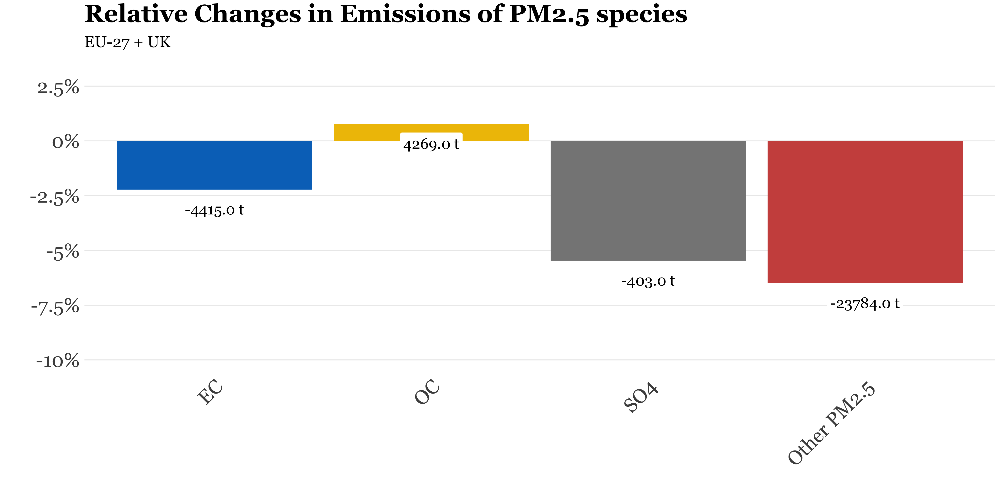 Relative Changes in Emissions of PM2.5 species
EU-27 + UK
2.5%
0%
-2.5%
-5%
-7.5%
-10%
-4415.0 t
4269.0 t
-403.0 t
-23784.0 t
EC
OC
SO4
Other PM2.5